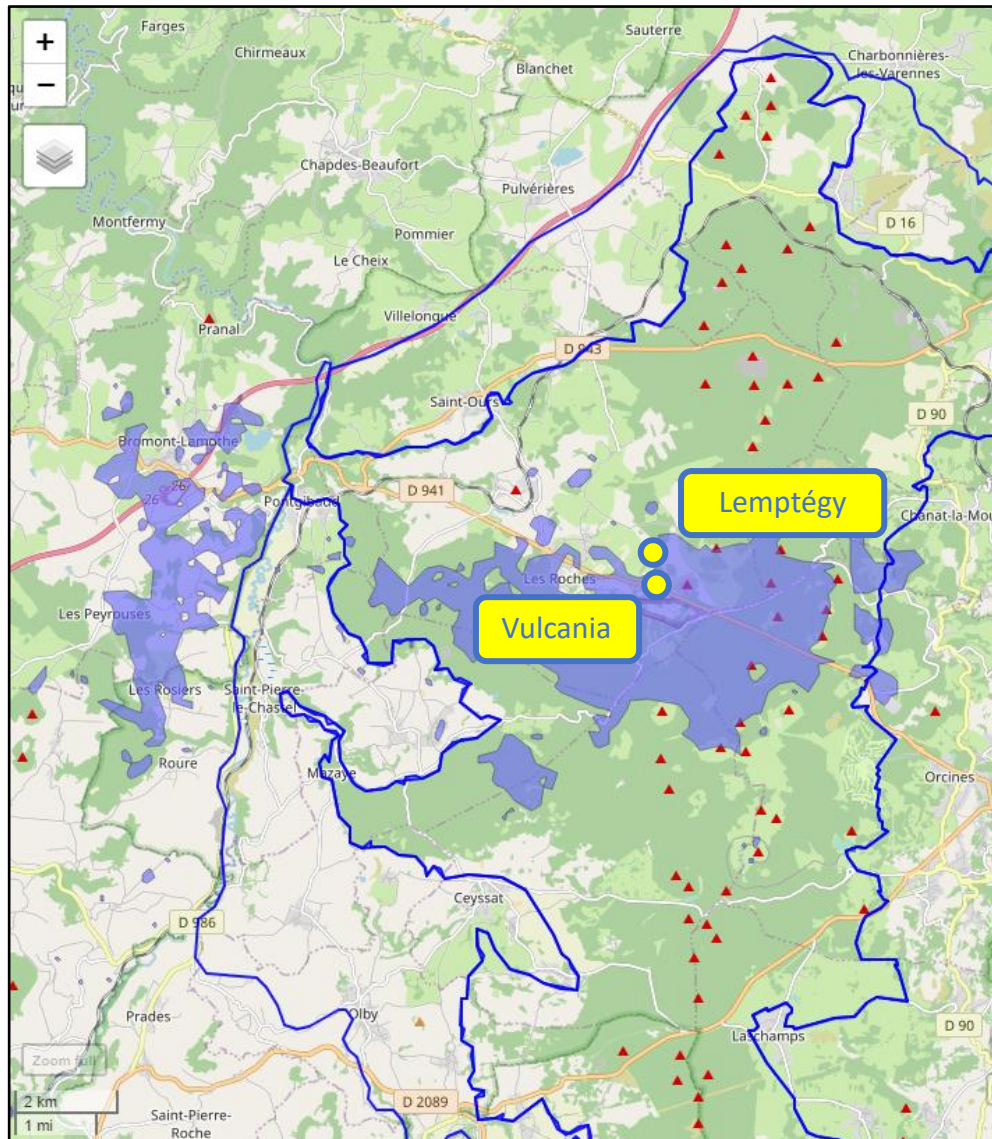 Farges
Sauterre
+
Chirmeaux
Charbonnières-
les-Varennes
Blanchet
−
Chapdes-Beaufort
Pulvérières
Montfermy
D 16
Pommier
Le Cheix
Villelongue
Pranal
D 943
Saint-Ours
D 90
Bromont-Lamothe
26
26
D 941
Pontgibaud
Lemptégy
Chanat-la-Mou
Les Roches
Les Peyrouses
Vulcania
Les Rosiers
Saint-Pierre-
le-Chastel
Roure
Mazaye
Orcines
Ceyssat
D 986
Prades
Olby
Laschamps
D 90
Zoom full
2 km
D 2089
1 mi
Saint-Pierre-
Roche